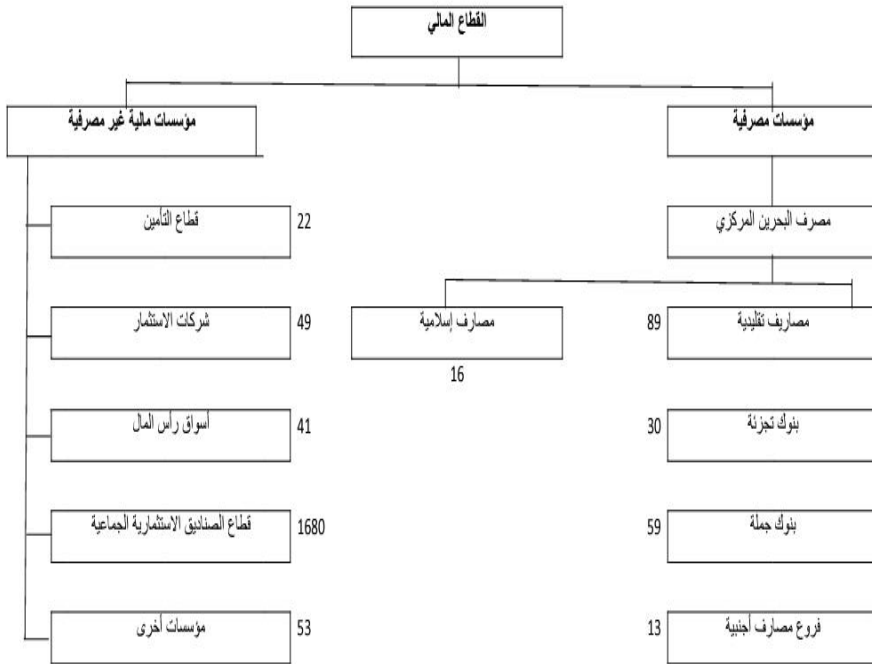 القطاع المالي
مؤسسات مصرفية
مؤسسات مالية غير مصرفية
مصرف البحرين المركزي
قطاع التأمين
22
مصاريف تقليدية
89
مصارف إسلامية
16
شركات الاستثمار
49
بنوك تجزئة
30
أسواق رأس المال
41
بنوك جملة
59
قطاع الصناديق الاستثمارية الجماعية
1680
فروع مصارف أجنبية
13
مؤسسات أخرى
53